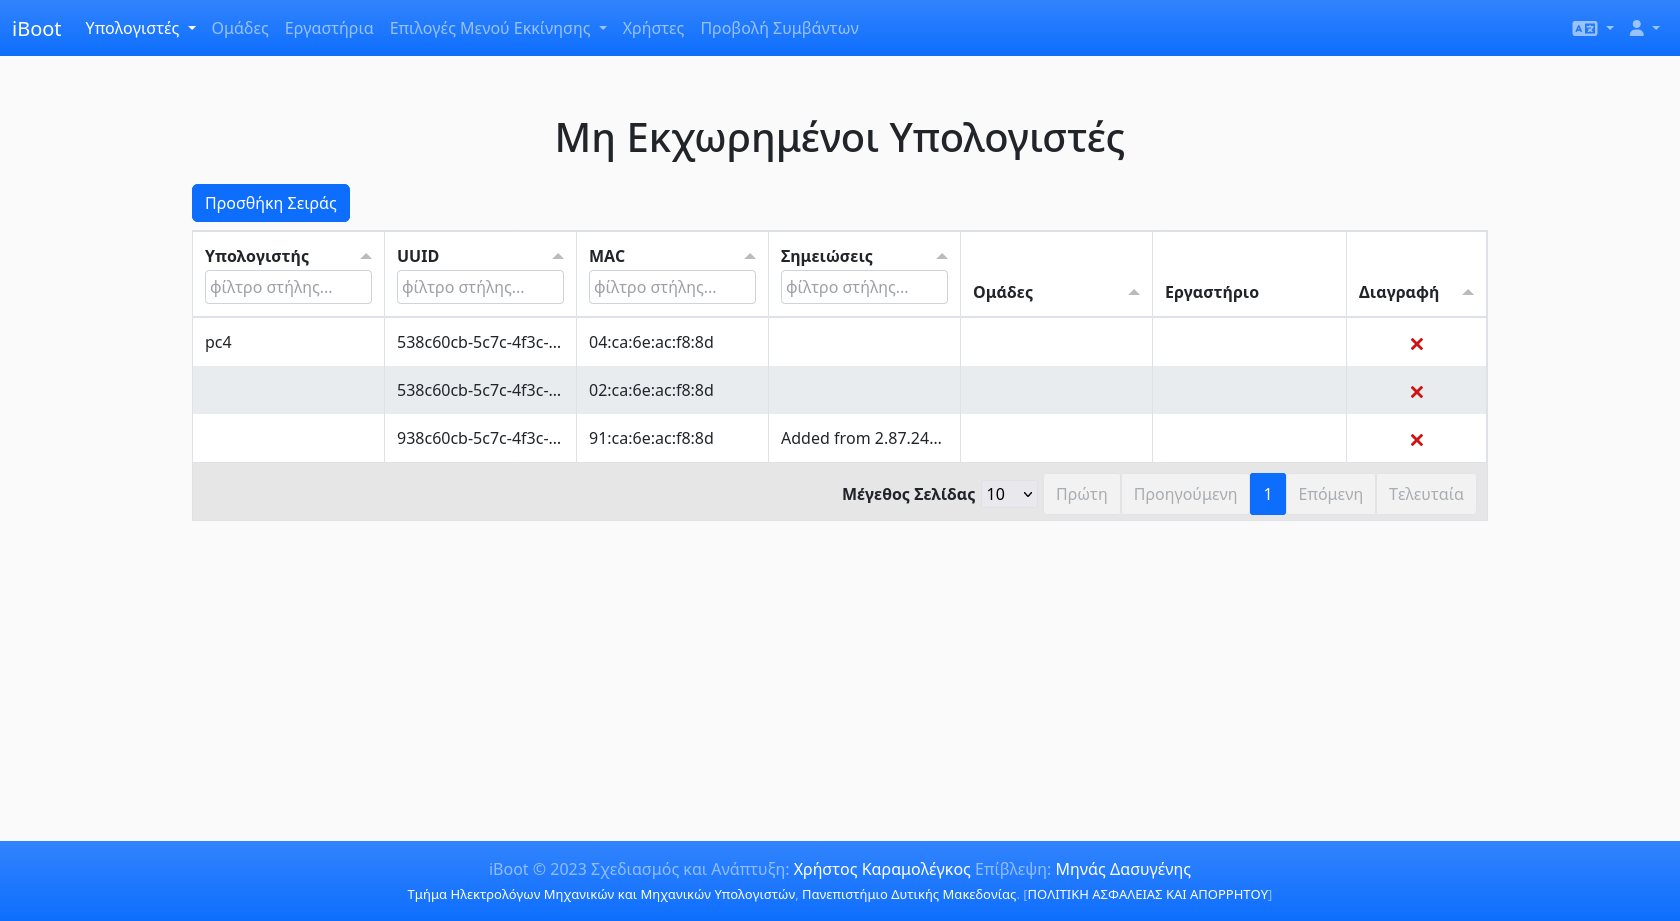 iBoot Υπολογιστές Ομάδες Εργαστήρια Επιλογές Μενού Εκκίνησης Χρήστες Προβολή Συμβάντων
Μη Εκχωρημένοι Υπολογιστές
Προσθήκη Σειράς
Υπολογιστής UUID MAC Σημειώσεις
φίλτρο στήλης... φίλτρο στήλης... φίλτρο στήλης... φίλτρο στήλης...
Ομάδες Εργαστήριο Διαγραφή
pc4 538c60cb-5c7c-4f3c-... 04:ca:6e:ac:f8:8d
538c60cb-5c7c-4f3c-... 02:ca:6e:ac:f8:8d
938c60cb-5c7c-4f3c-... 91:ca:6e:ac:f8:8d Added from 2.87.24...
Μέγεθος Σελίδας 10 Πρώτη Προηγούμενη 1 Επόμενη Τελευταία
iBoot © 2023 Σχεδιασμός και Ανάπτυξη: Χρήστος Καραμολέγκος Επίβλεψη: Μηνάς Δασυγένης
Τμήμα Ηλεκτρολόγων Μηχανικών και Μηχανικών Υπολογιστών, Πανεπιστήμιο Δυτικής Μακεδονίας. [ΠΟΛΙΤΙΚΗ ΑΣΦΑΛΕΙΑΣ ΚΑΙ ΑΠΟΡΡΗΤΟΥ]